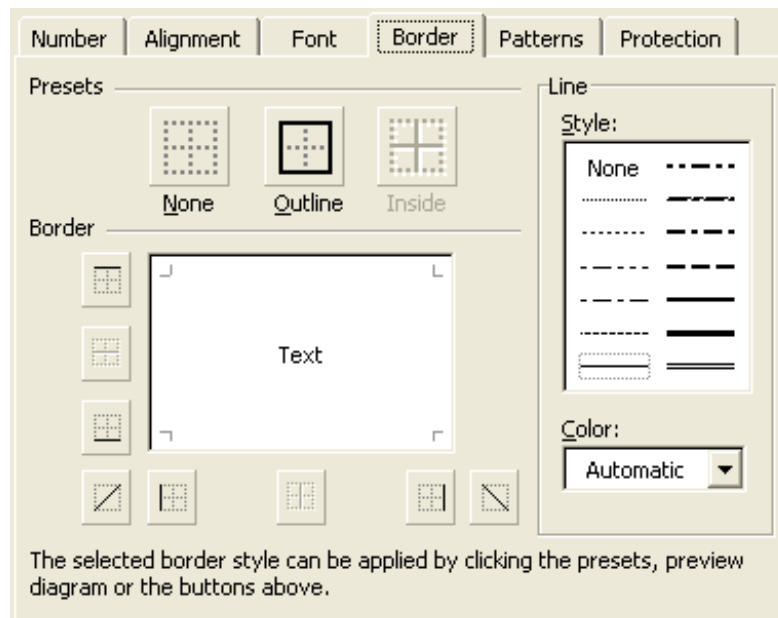 Number Alignment Font Border Patterns Protection
Presets
None Outline Inside
Border
Text
Line
Style:
None
Color:
Automatic
The selected border style can be applied by clicking the presets, preview
diagram or the buttons above.